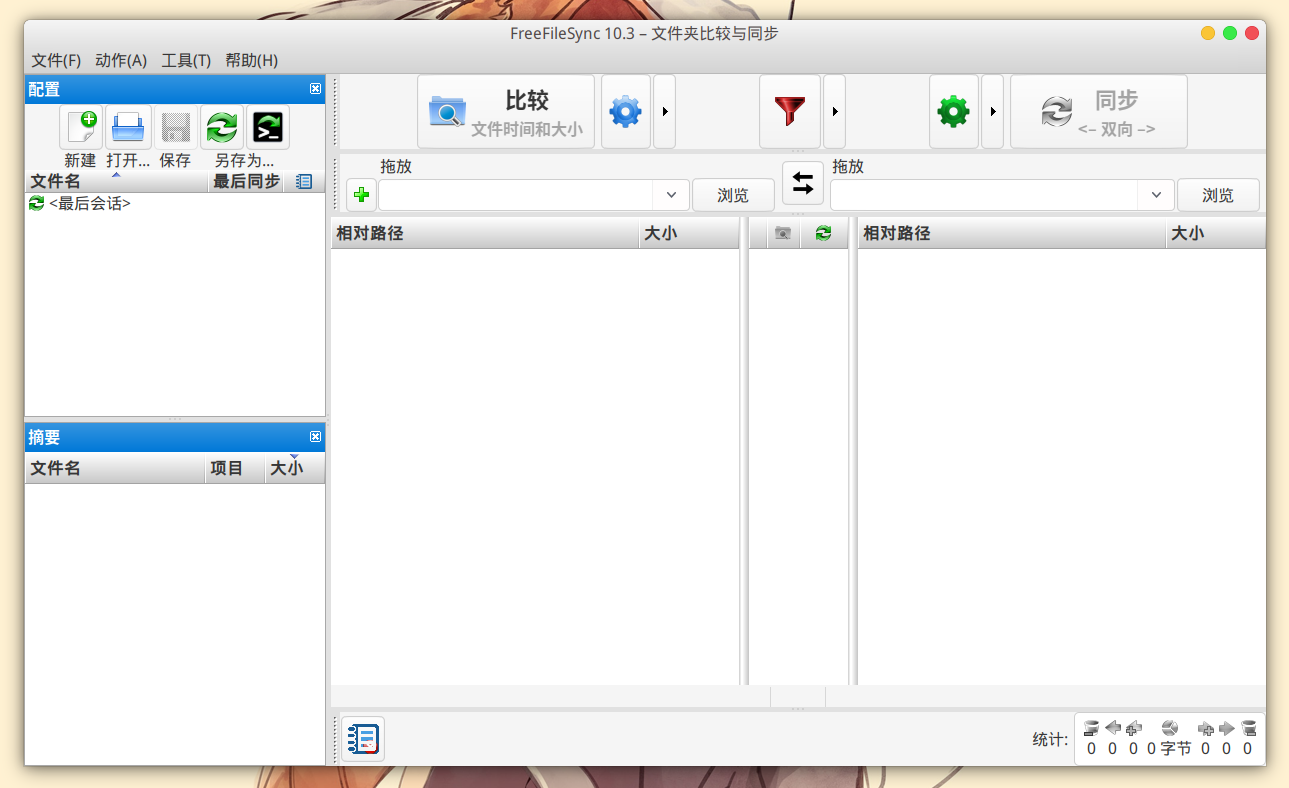 FreeFileSync 10.3 – 文件夹比较与同步
文件(F) 动作(A) 工具(T) 帮助(H)
配置
新建 打开... 保存 另存为...
文件名 最后同步
<最后会话>
摘要
文件名 项目 大小
比较
文件时间和大小
同步
<– 双向 –>
拖放
浏览
拖放
浏览
相对路径 大小
相对路径 大小
统计:
0 0 0 0 字节 0 0 0